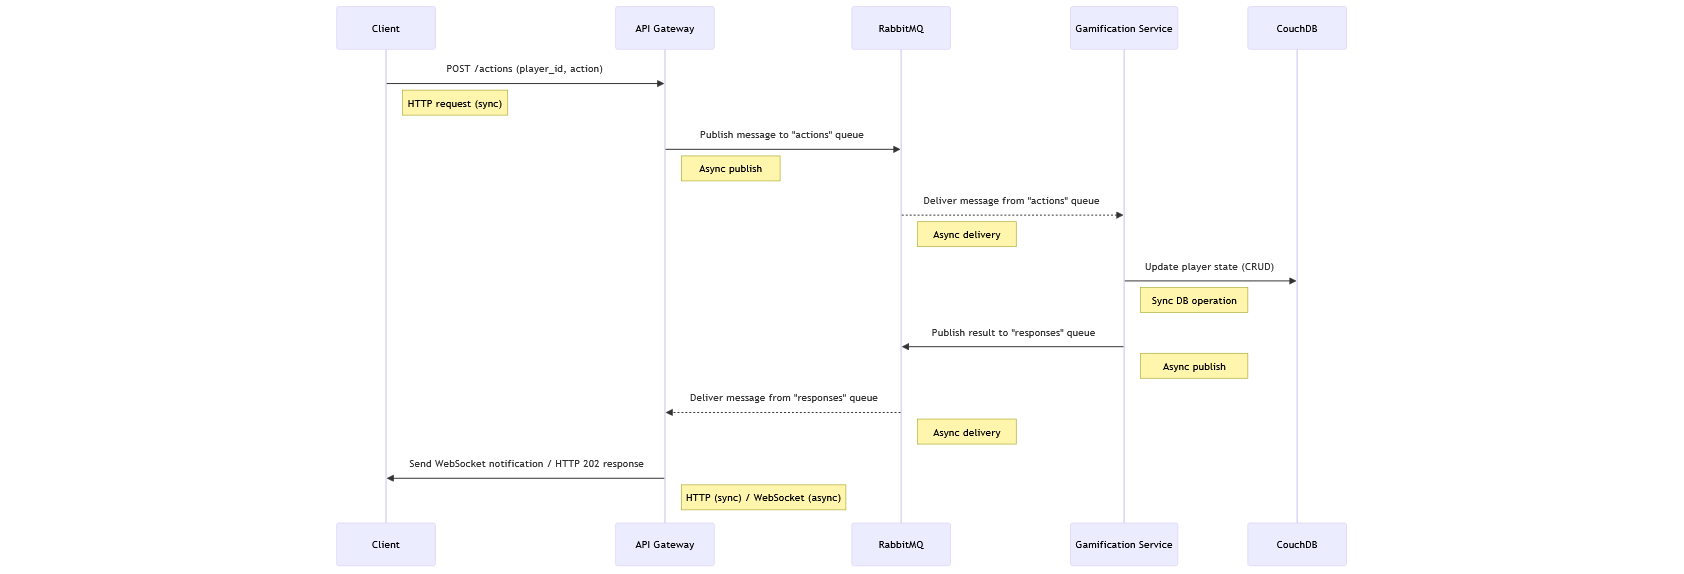 Client
API Gateway
RabbitMQ
Gamification Service
CouchDB
POST /actions (player_id, action)
HTTP request (sync)
Publish message to "actions" queue
Async publish
Deliver message from "actions" queue
Async delivery
Update player state (CRUD)
Sync DB operation
Publish result to "responses" queue
Async publish
Deliver message from "responses" queue
Async delivery
Send WebSocket notification / HTTP 202 response
HTTP (sync) / WebSocket (async)
Client
API Gateway
RabbitMQ
Gamification Service
CouchDB